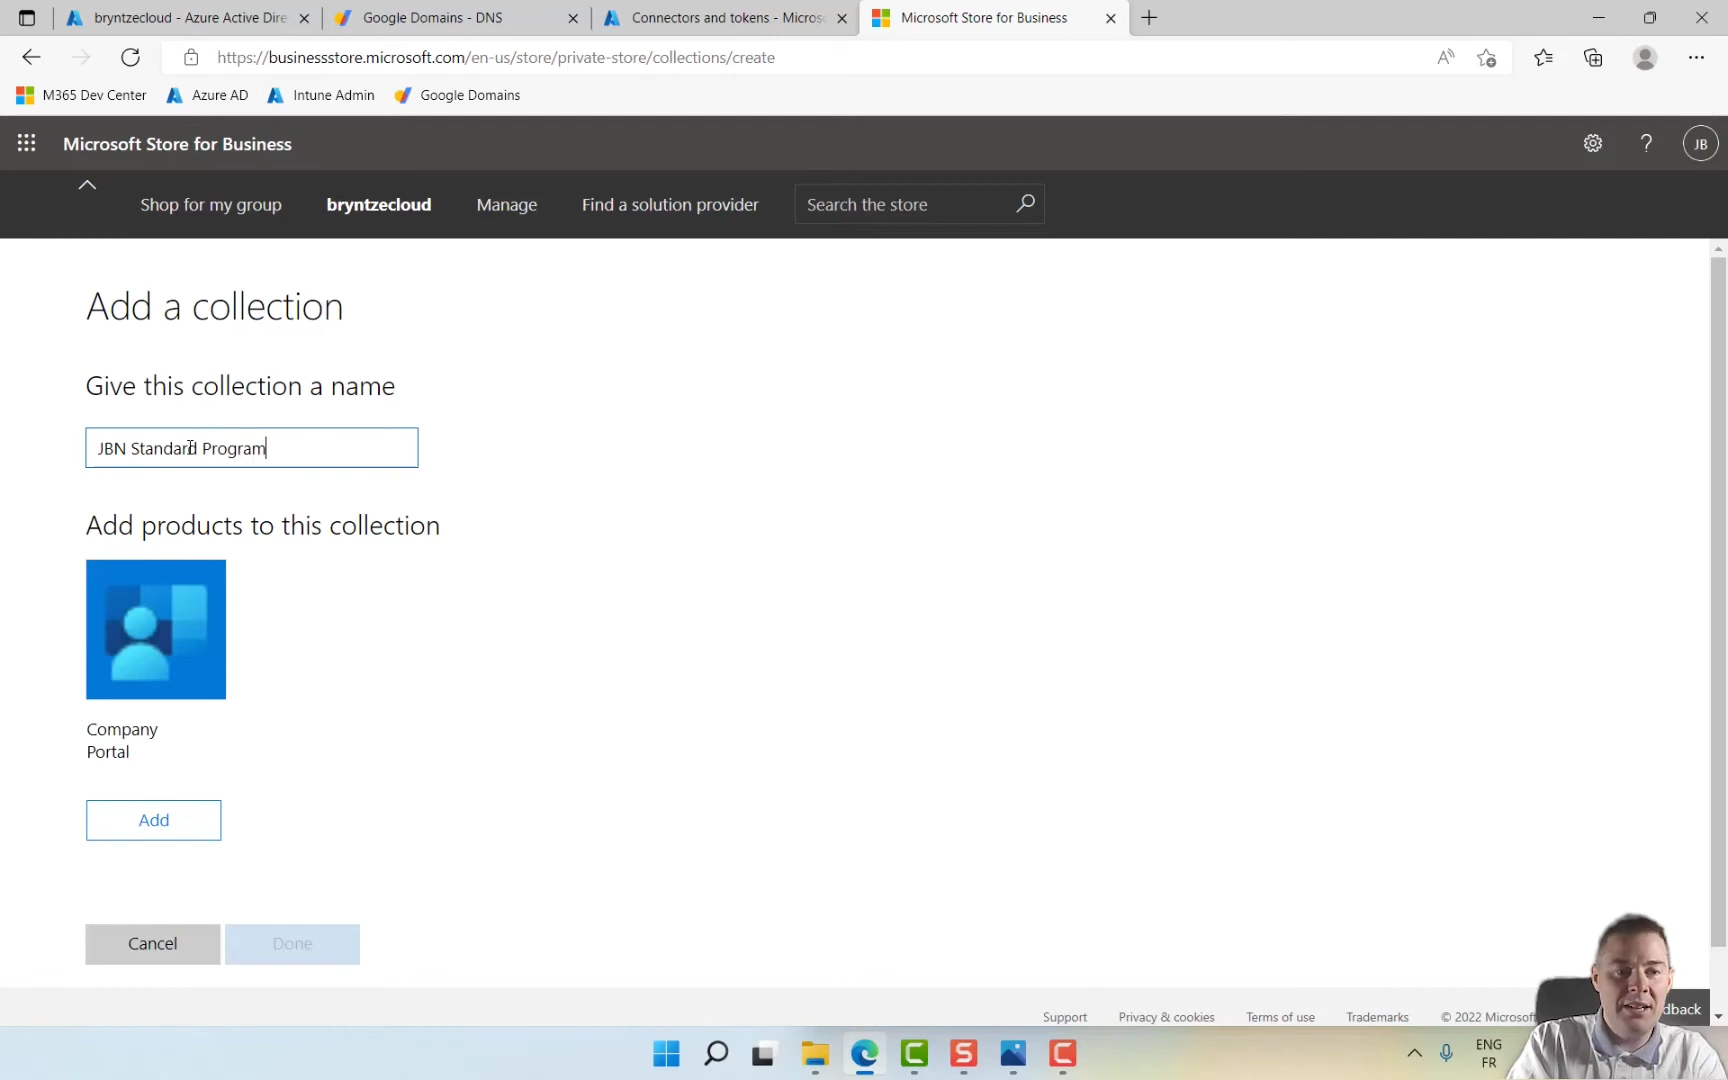 bryntzecloud - Azure Active Dire
Google Domains - DNS
Connectors and tokens - Micros
Microsoft Store for Business
https://businessstore.microsoft.com/en-us/store/private-store/collections/create
M365 Dev Center
Azure AD
Intune Admin
Google Domains
Microsoft Store for Business
?
JB
Shop for my group
bryntzecloud
Manage
Find a solution provider
Search the store
Add a collection
Give this collection a name
JBN Standard Program
Add products to this collection
Company
Portal
Add
Cancel
Done
Support
Privacy & cookies
Terms of use
Trademarks
© 2022 Microsoft
dback
ENG
FR